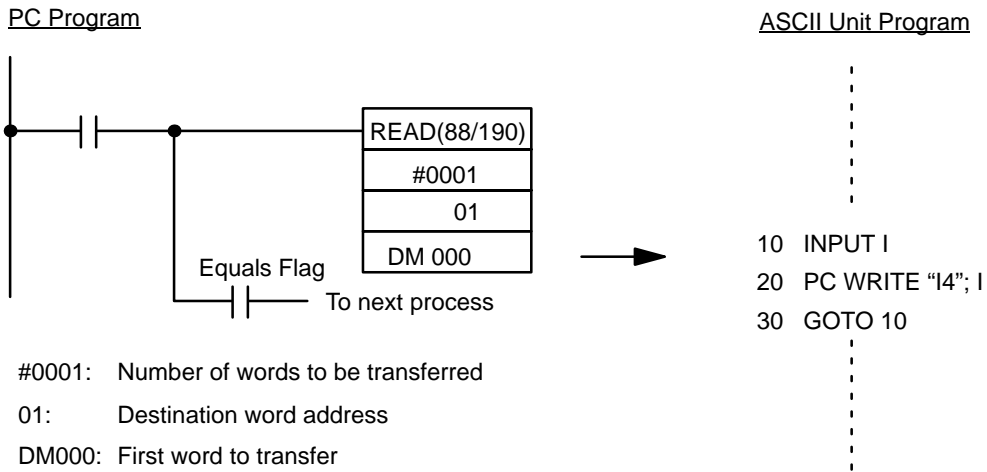 PC Program
ASCII Unit Program
READ(88/190)
#0001
01
DM 000
Equals Flag
To next process
10 INPUT I
20 PC WRITE “I4”; I
30 GOTO 10
#0001: Number of words to be transferred
01: Destination word address
DM000: First word to transfer